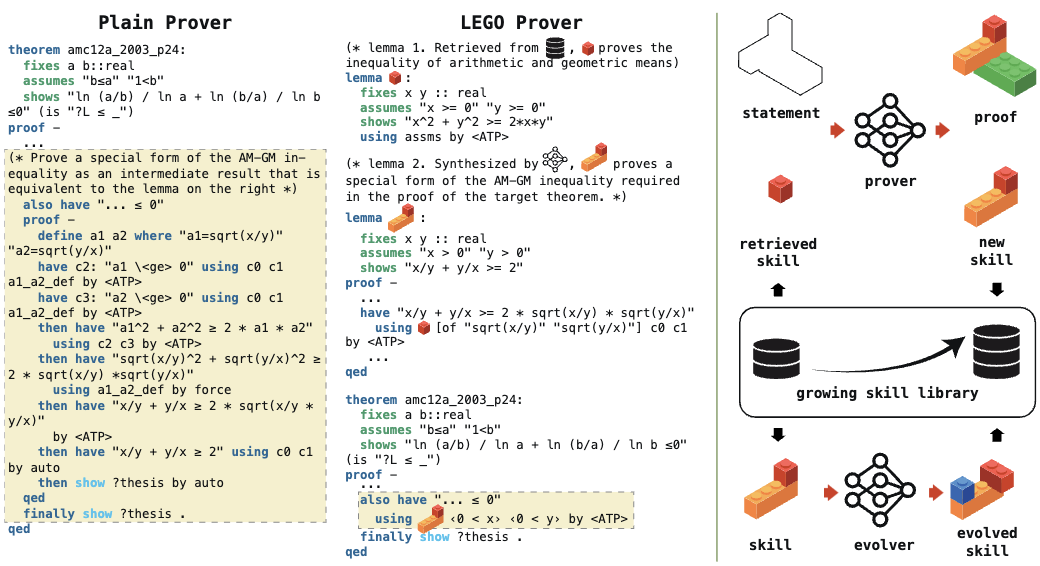 Plain Prover
theorem amc12a_2003_p24:
fixes a b::real
assumes "b≤a" "1<b"
shows "ln (a/b) / ln a + ln (b/a) / ln b
≤0" (is "?L ≤ _")
proof –
...
(* Prove a special form of the AM–GM in–
equality as an intermediate result that is
equivalent to the lemma on the right *)
also have "... ≤ 0"
proof –
define a1 a2 where "a1=sqrt(x/y)"
"a2=sqrt(y/x)"
have c2: "a1 \<ge> 0" using c0 c1
a1_a2_def by <ATP>
have c3: "a2 \<ge> 0" using c0 c1
a1_a2_def by <ATP>
then have "a1^2 + a2^2 ≥ 2 * a1 * a2"
using c2 c3 by <ATP>
then have "sqrt(x/y)^2 + sqrt(y/x)^2 ≥
2 * sqrt(x/y) *sqrt(y/x)"
using a1_a2_def by force
then have "x/y + y/x ≥ 2 * sqrt(x/y *
y/x)"
by <ATP>
then have "x/y + y/x ≥ 2" using c0 c1
by auto
then show ?thesis by auto
qed
finally show ?thesis .
qed
LEGO Prover
(* lemma 1. Retrieved from , proves the
inequality of arithmetic and geometric means)
lemma :
fixes x y :: real
assumes "x >= 0" "y >= 0"
shows "x^2 + y^2 >= 2*x*y"
using assms by <ATP>
(* lemma 2. Synthesized by , proves a
special form of the AM–GM inequality required
in the proof of the target theorem. *)
lemma :
fixes x y :: real
assumes "x > 0" "y > 0"
shows "x/y + y/x >= 2"
proof –
...
have "x/y + y/x >= 2 * sqrt(x/y) * sqrt(y/x)"
using [of "sqrt(x/y)" "sqrt(y/x)"] c0 c1
by <ATP>
...
qed
theorem amc12a_2003_p24:
fixes a b::real
assumes "b≤a" "1<b"
shows "ln (a/b) / ln a + ln (b/a) / ln b ≤0"
(is "?L ≤ _")
proof –
...
also have "... ≤ 0"
using ‹0 < x› ‹0 < y› by <ATP>
finally show ?thesis .
qed
statement
prover
proof
retrieved
skill
new
skill
growing skill library
skill
evolver
evolved
skill